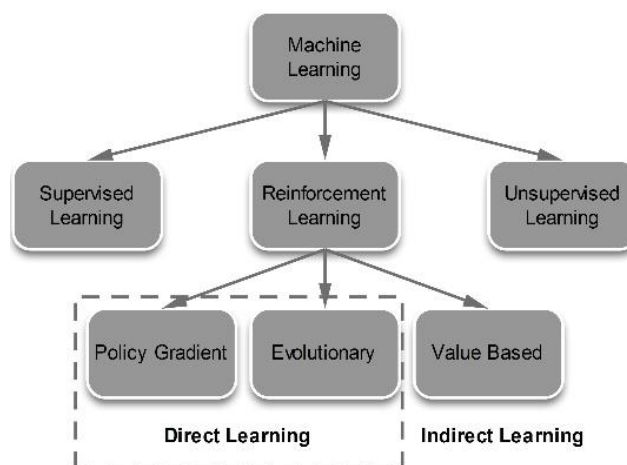 Machine
Learning
Supervised
Learning
Reinforcement
Learning
Unsupervised
Learning
Policy Gradient
Evolutionary
Value Based
Direct Learning
Indirect Learning